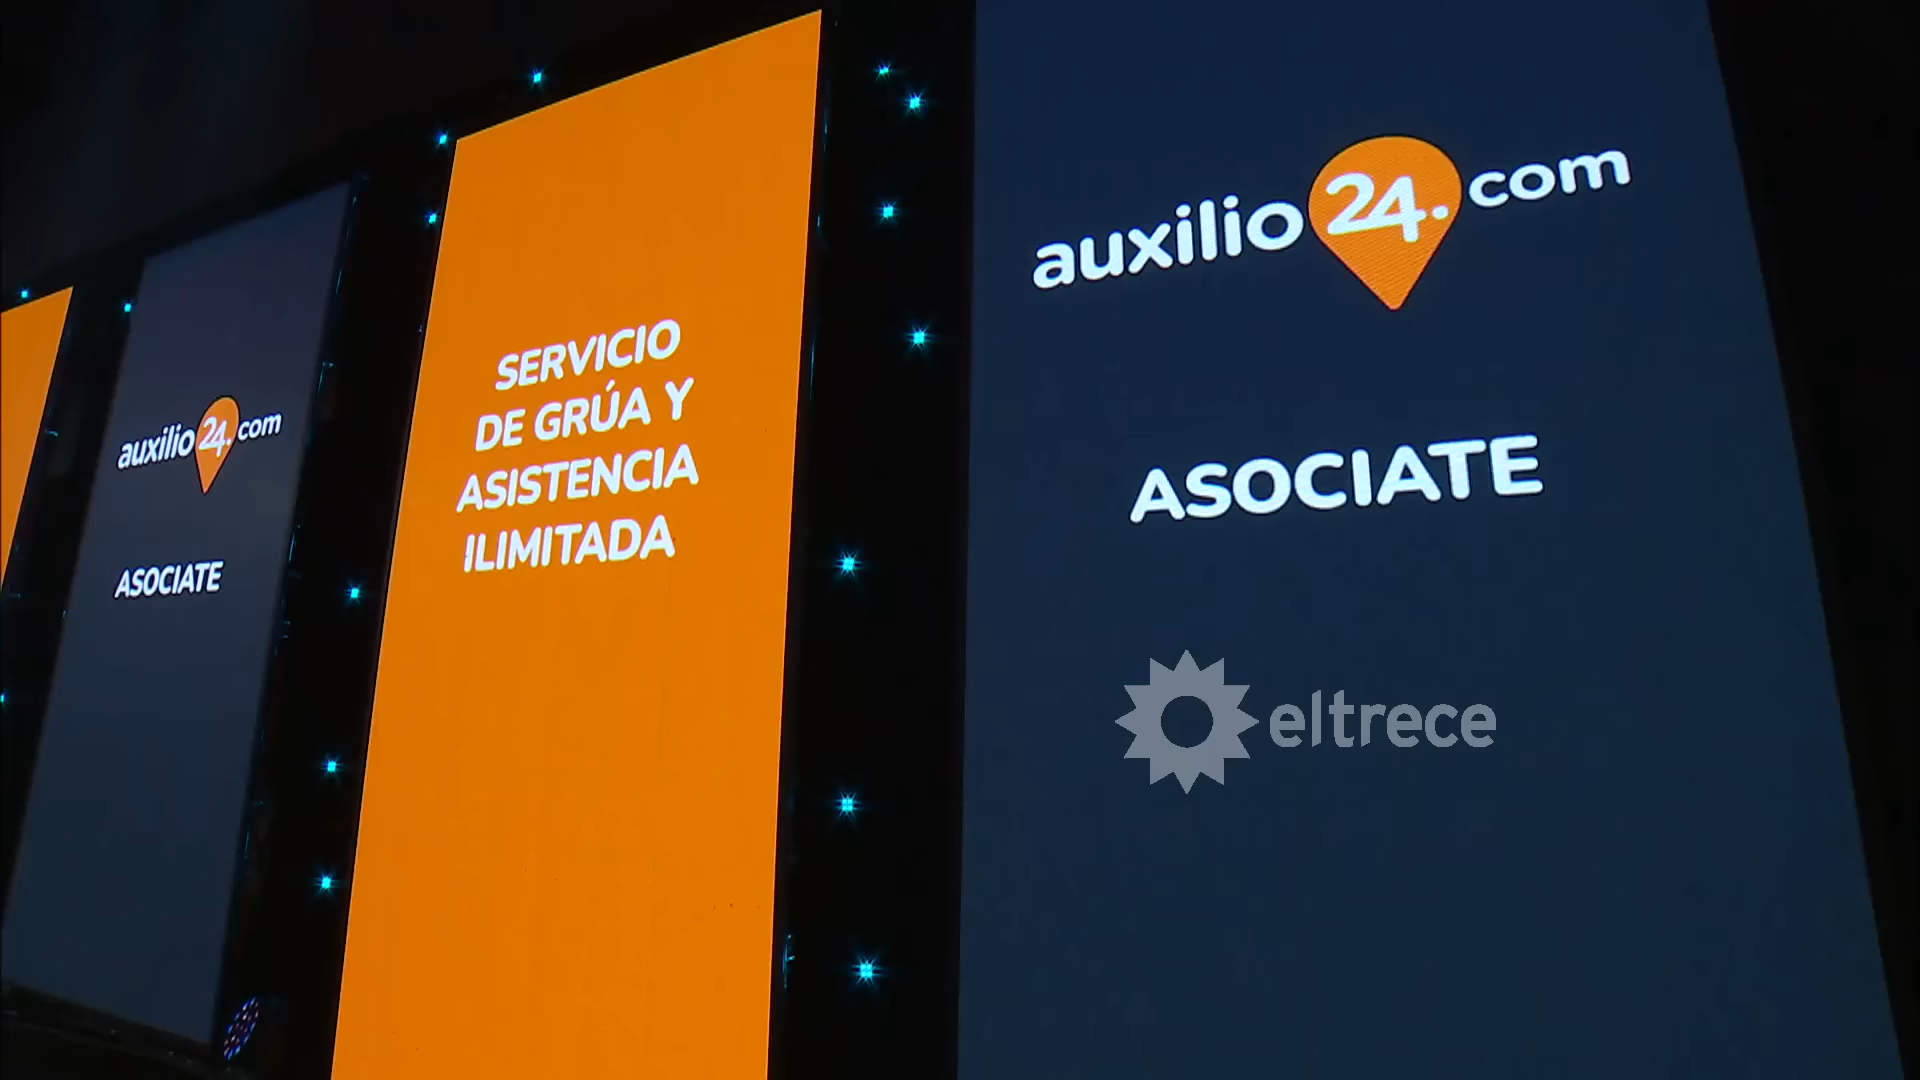 auxilio24.com
ASOCIATE
SERVICIO
DE GRÚA Y
ASISTENCIA
ILIMITADA
auxilio24.com
ASOCIATE
eltrece